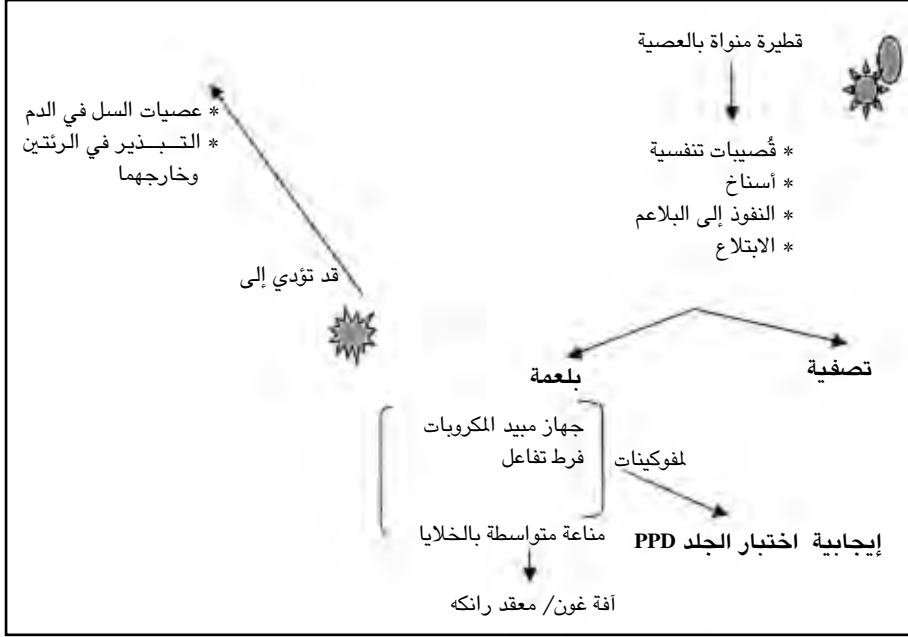 قطيرة منواة بالعصية
* قُصيبات تنفسية
* أسناخ
* النفوذ إلى البلاعم
* الابتلاع
* عصيات السل في الدم
* التــبــذير في الرئتين
وخارجهما
قد تؤدي إلى
تصفية
بلعمة
جهاز مبيد المكروبات
فرط تفاعل
لمفوكينات
مناعة متواسطة بالخلايا
إيجابية اختبار الجلد PPD
آفة غون/ معقد رانكه